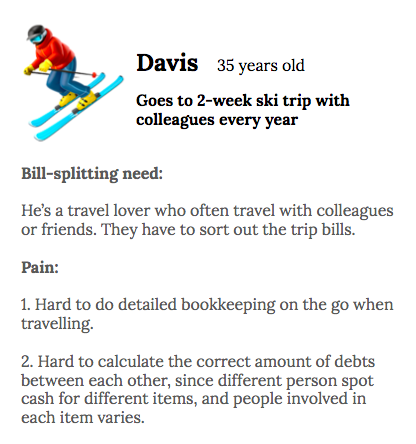 Davis 35 years old
Goes to 2-week ski trip with
colleagues every year
Bill-splitting need:
He's a travel lover who often travel with colleagues
or friends. They have to sort out the trip bills.
Pain:
1. Hard to do detailed bookkeeping on the go when
travelling.
2. Hard to calculate the correct amount of debts
between each other, since different person spot
cash for different items, and people involved in
each item varies.